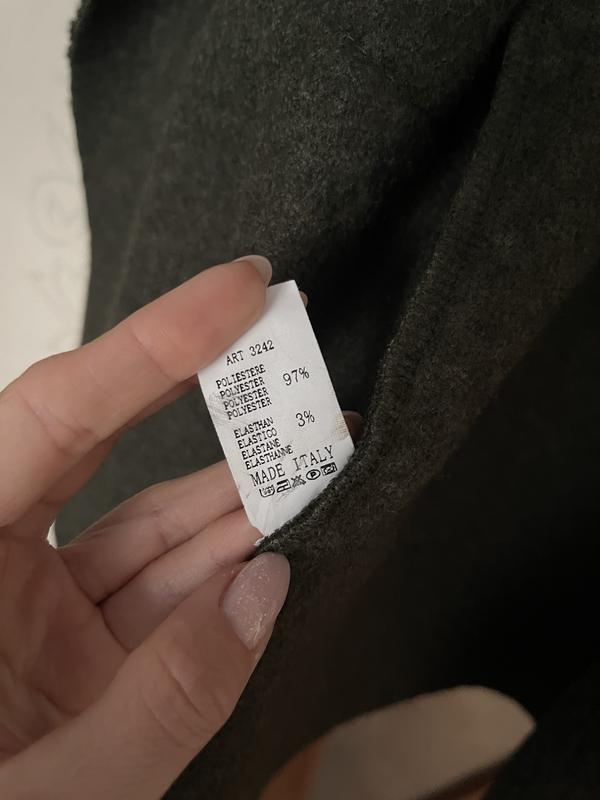 ART 3242
POLIESTERE
POLYESTER 97%
POLYESTER
POLYESTER
ELASTHAN
ELASTICO 3%
ELASTANE
ELASTHANNE
MADE ITALY
P